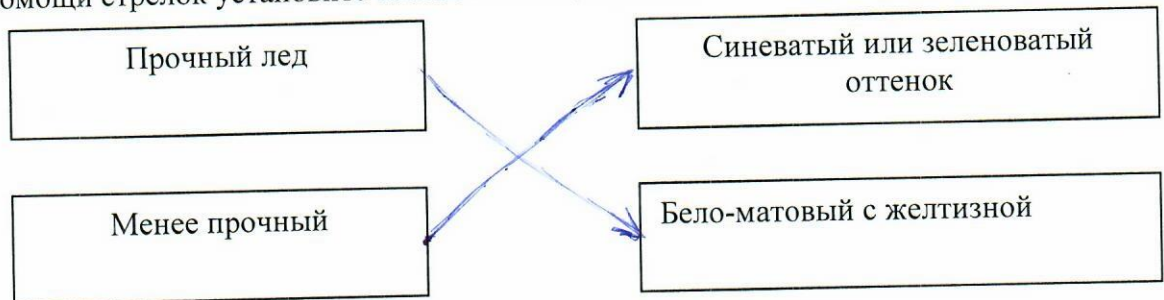 Прочный лед
Синеватый или зеленоватый
оттенок
Менее прочный
Бело-матовый с желтизной